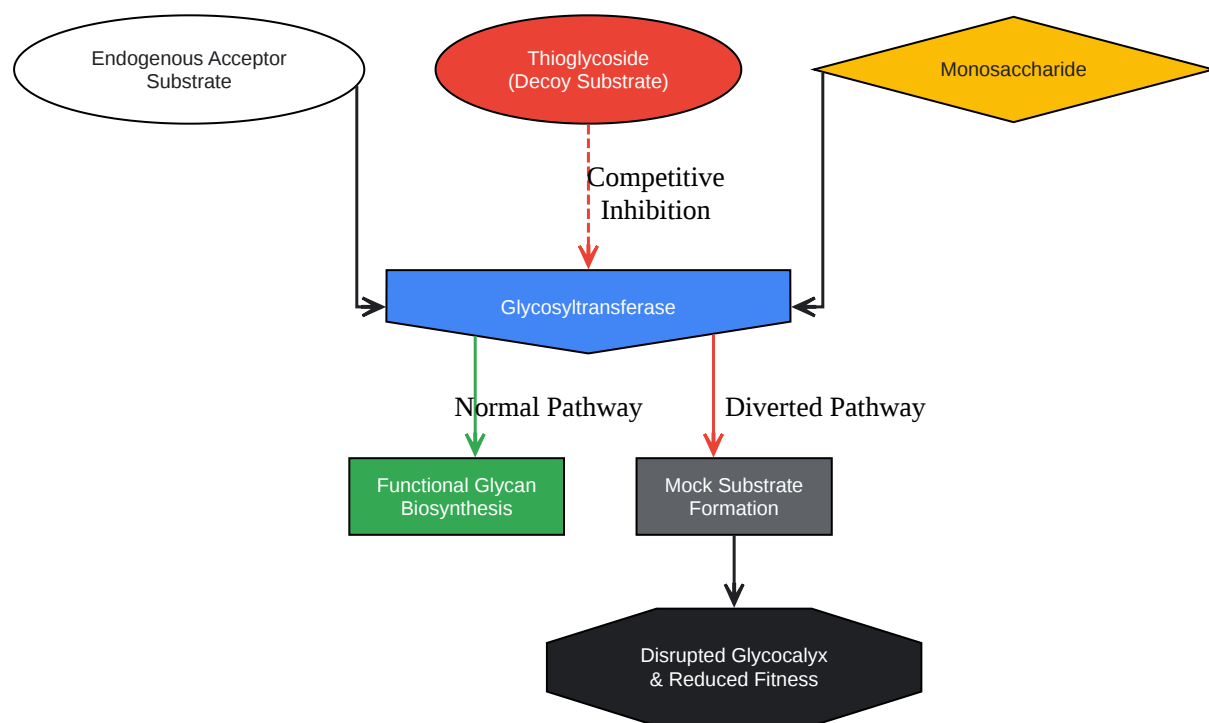 Endogenous Acceptor
Substrate
Thioglycoside
(Decoy Substrate)
Monosaccharide
Competitive
Inhibition
Glycosyltransferase
Normal Pathway
Diverted Pathway
Functional Glycan
Biosynthesis
Mock Substrate
Formation
Disrupted Glycocalyx
& Reduced Fitness